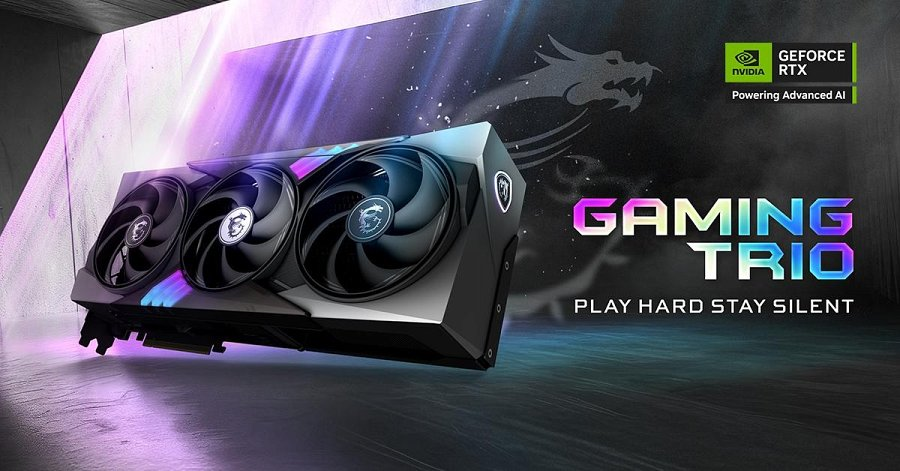 NVIDIA
GEFORCE
RTX
Powering Advanced AI
GAMING
TRIO
PLAY HARD STAY SILENT